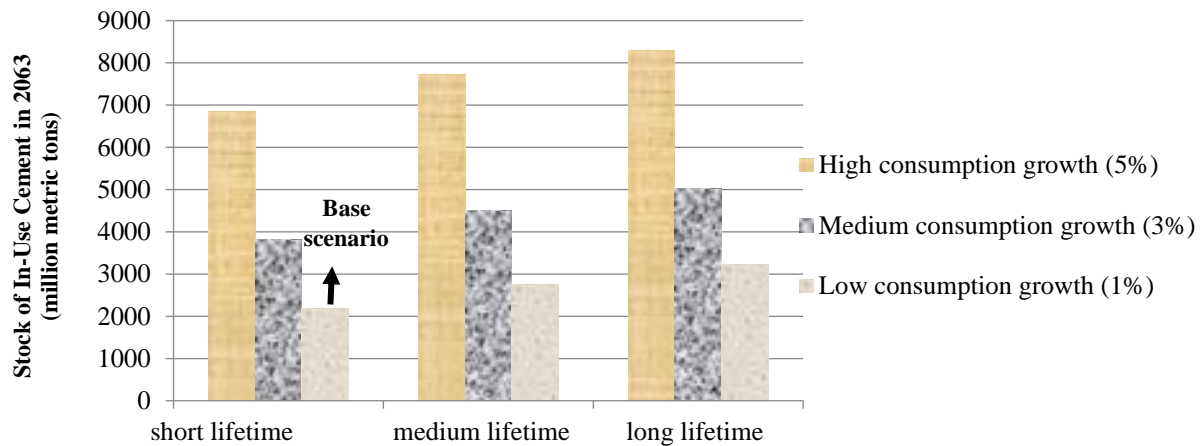 Stock of In-Use Cement in 2063
(million metric tons)
9000
8000
7000
6000
5000
4000
3000
2000
1000
0
Base
scenario
short lifetime
medium lifetime
long lifetime
High consumption growth (5%)
Medium consumption growth (3%)
Low consumption growth (1%)